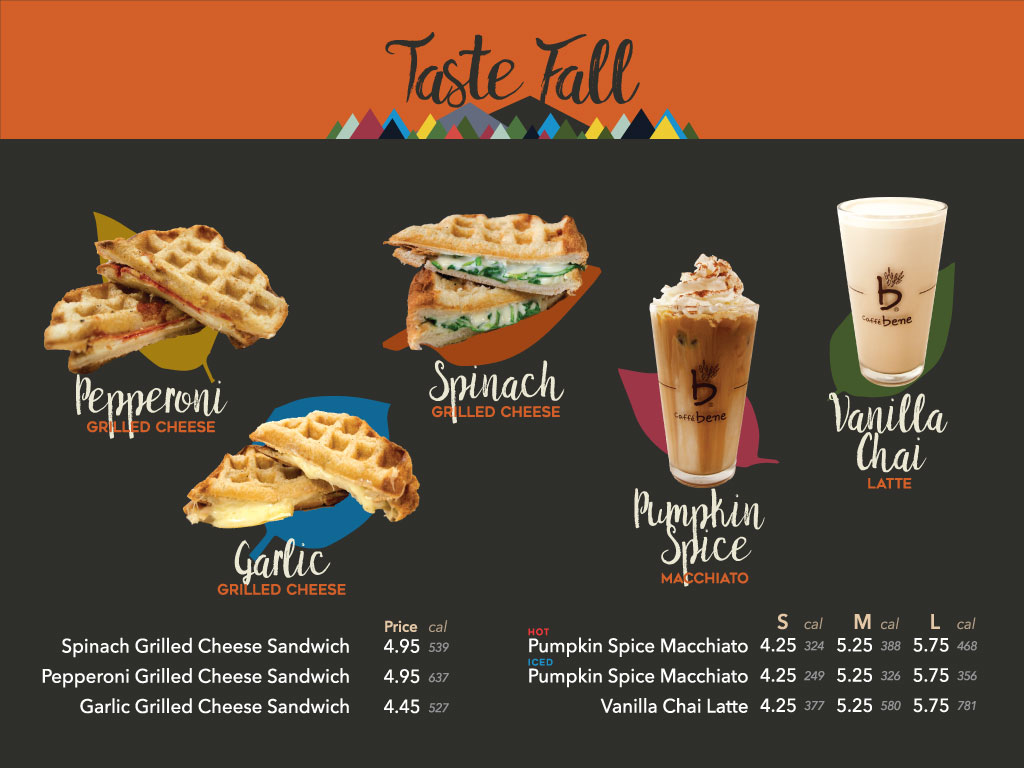 Taste Fall
Pepperoni
GRILLED CHEESE
Spinach
GRILLED CHEESE
Garlic
GRILLED CHEESE
b
Caffé bene
Pumpkin
Spice
MACCHIATO
b
Caffé bene
Vanilla
Chai
LATTE
Price cal
Spinach Grilled Cheese Sandwich 4.95 539
Pepperoni Grilled Cheese Sandwich 4.95 637
Garlic Grilled Cheese Sandwich 4.45 527
S cal M cal L cal
HOT
Pumpkin Spice Macchiato 4.25 324 5.25 388 5.75 468
ICED
Pumpkin Spice Macchiato 4.25 249 5.25 326 5.75 356
Vanilla Chai Latte 4.25 377 5.25 580 5.75 781